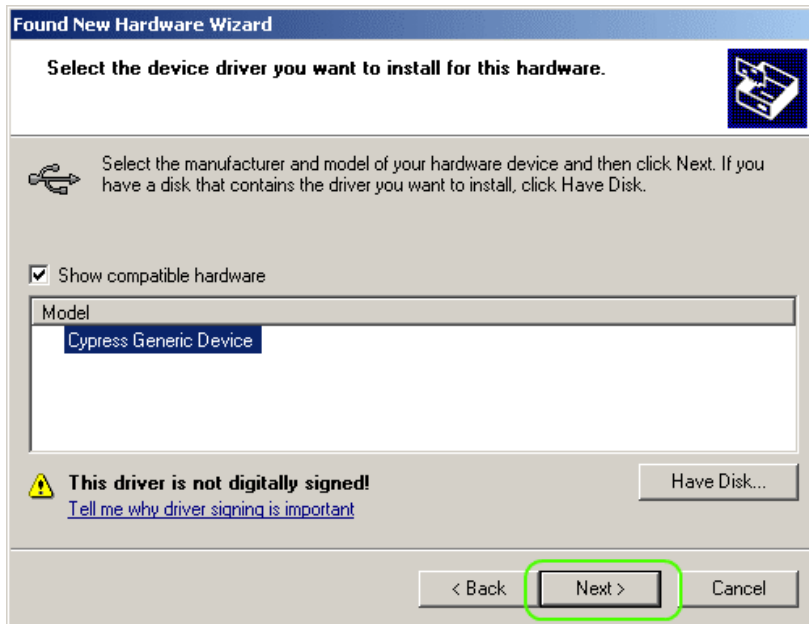 Found New Hardware Wizard
Select the device driver you want to install for this hardware.
Select the manufacturer and model of your hardware device and then click Next. If you
have a disk that contains the driver you want to install, click Have Disk.
Show compatible hardware
Model
Cypress Generic Device
This driver is not digitally signed!
Have Disk...
Tell me why driver signing is important
< Back
Next >
Cancel